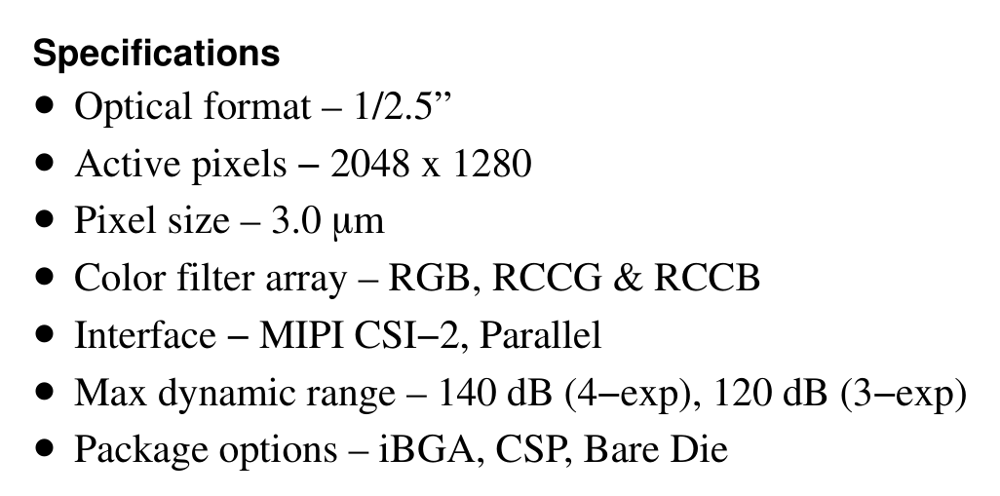 Specifications
● Optical format – 1/2.5”
● Active pixels − 2048 x 1280
● Pixel size – 3.0 μm
● Color filter array – RGB, RCCG & RCCB
● Interface − MIPI CSI−2, Parallel
● Max dynamic range – 140 dB (4−exp), 120 dB (3−exp)
● Package options – iBGA, CSP, Bare Die